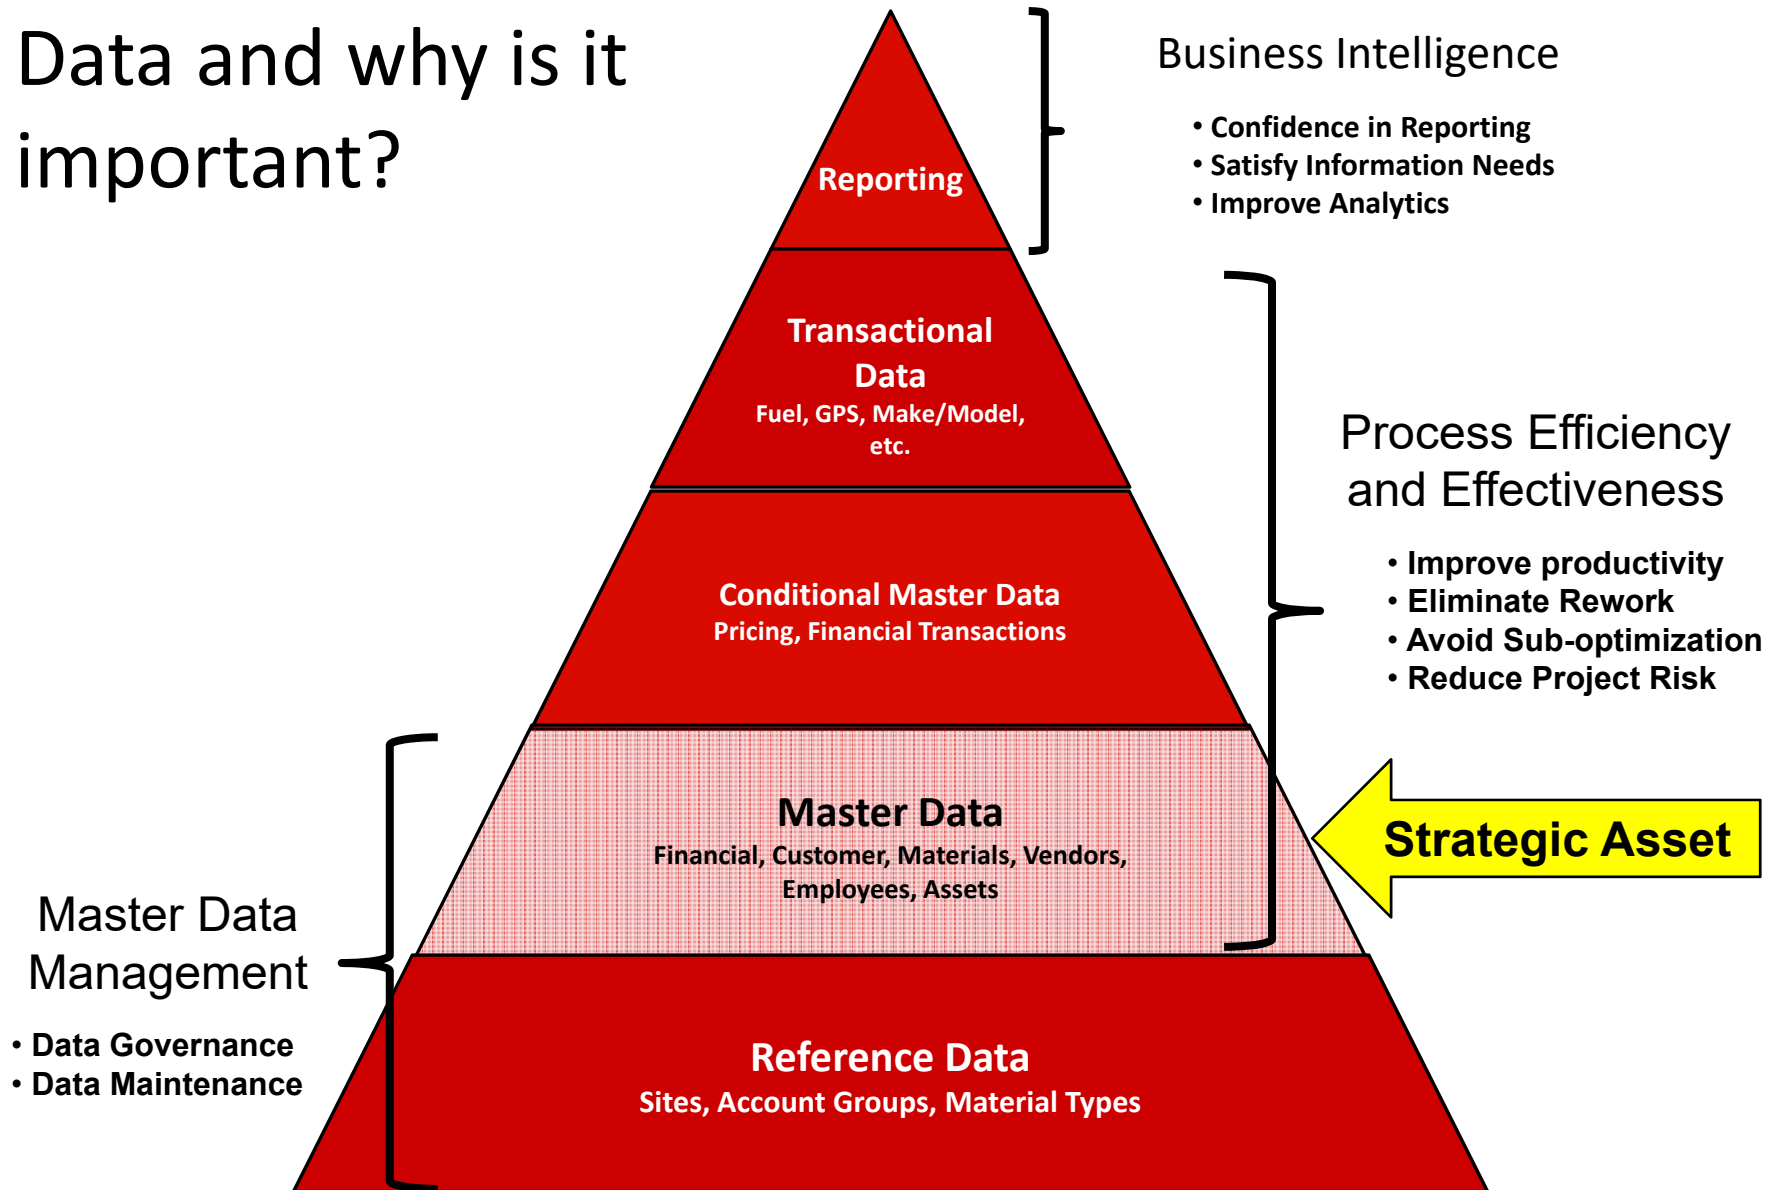 Data and why is it
important?
Business Intelligence
• Confidence in Reporting
• Satisfy Information Needs
• Improve Analytics
Reporting
Transactional
Data
Fuel, GPS, Make/Model,
etc.
Process Efficiency
and Effectiveness
• Improve productivity
• Eliminate Rework
• Avoid Sub-optimization
• Reduce Project Risk
Conditional Master Data
Pricing, Financial Transactions
Master Data
Financial, Customer, Materials, Vendors,
Employees, Assets
Strategic Asset
Master Data
Management
• Data Governance
• Data Maintenance
Reference Data
Sites, Account Groups, Material Types